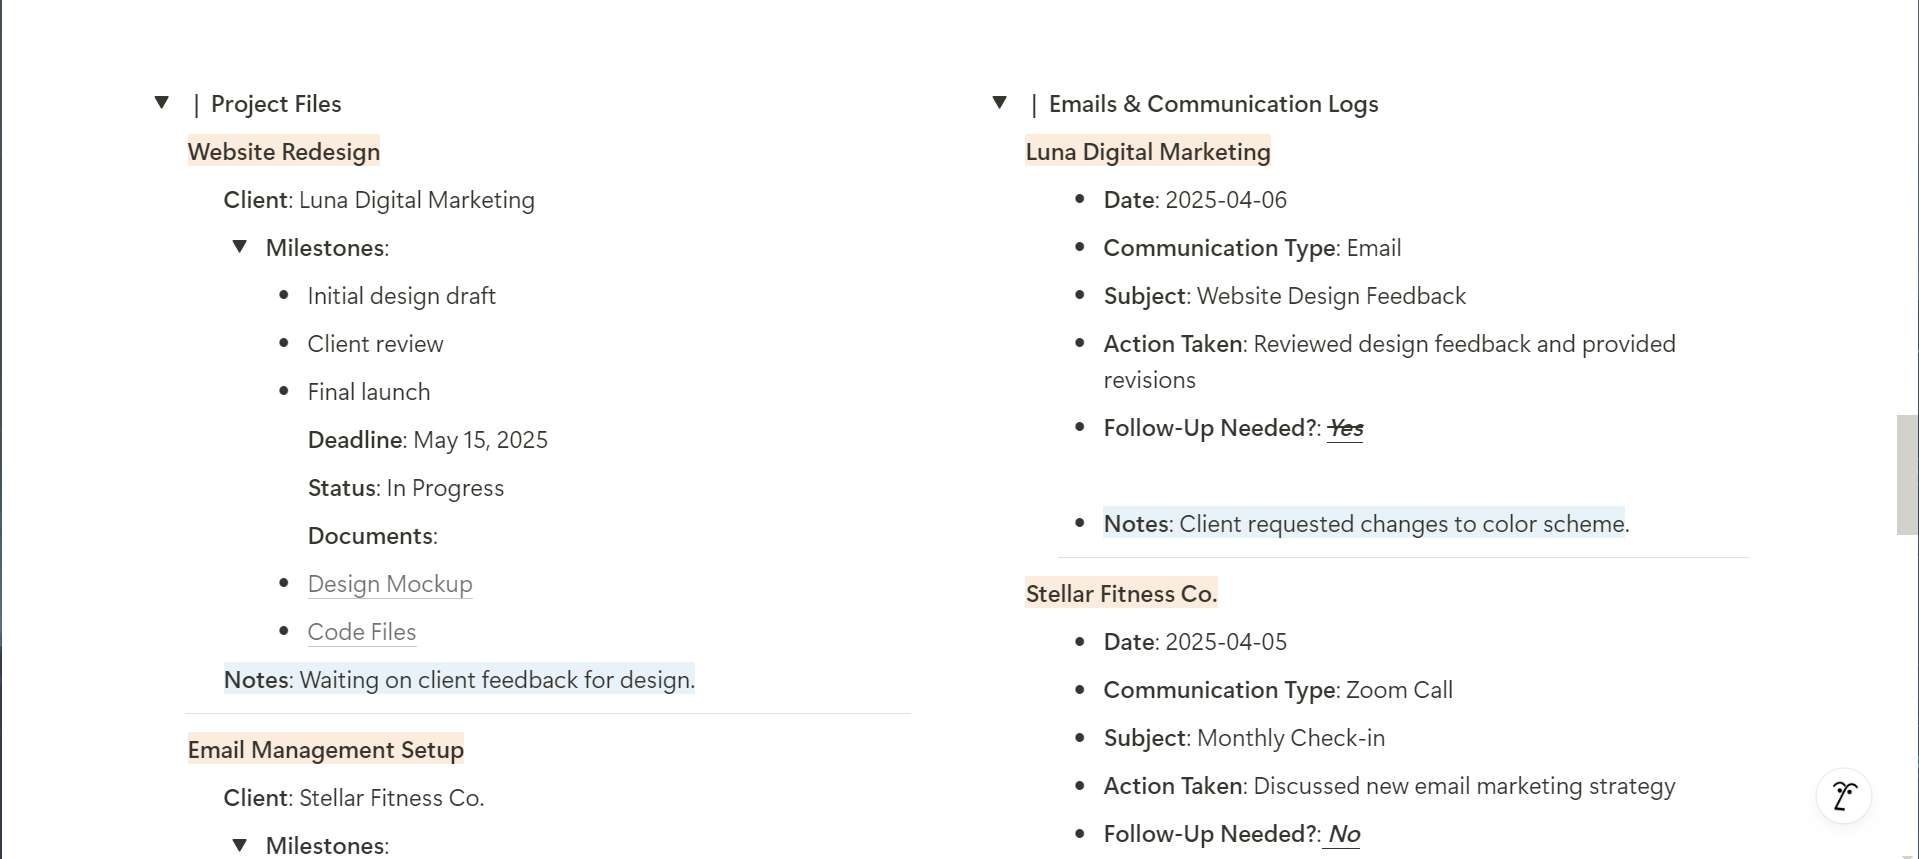 | Project Files
Website Redesign
Client: Luna Digital Marketing
Milestones:
Initial design draft
Client review
Final launch
Deadline: May 15, 2025
Status: In Progress
Documents:
Design Mockup
Code Files
Notes: Waiting on client feedback for design.
Email Management Setup
Client: Stellar Fitness Co.
Milestones:
| Emails & Communication Logs
Luna Digital Marketing
Date: 2025-04-06
Communication Type: Email
Subject: Website Design Feedback
Action Taken: Reviewed design feedback and provided
revisions
Follow-Up Needed?: Yes
Notes: Client requested changes to color scheme.
Stellar Fitness Co.
Date: 2025-04-05
Communication Type: Zoom Call
Subject: Monthly Check-in
Action Taken: Discussed new email marketing strategy
Follow-Up Needed?: No